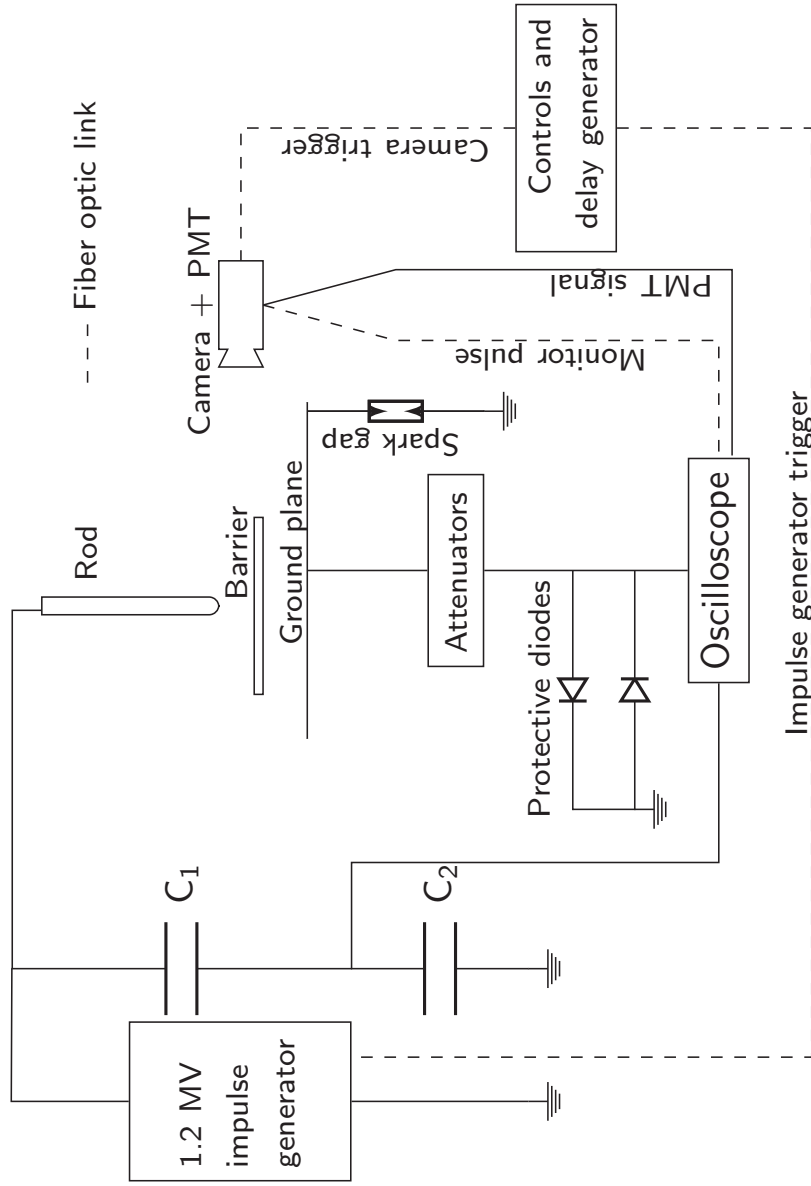 1.2 MV
impulse
generator
C1
C2
Rod
Barrier
Ground plane
Spark gap
Attenuators
Protective diodes
Oscilloscope
Camera + PMT
--- Fiber optic link
Camera trigger
Monitor pulse
PMT signal
Controls and
delay generator
Impulse generator trigger